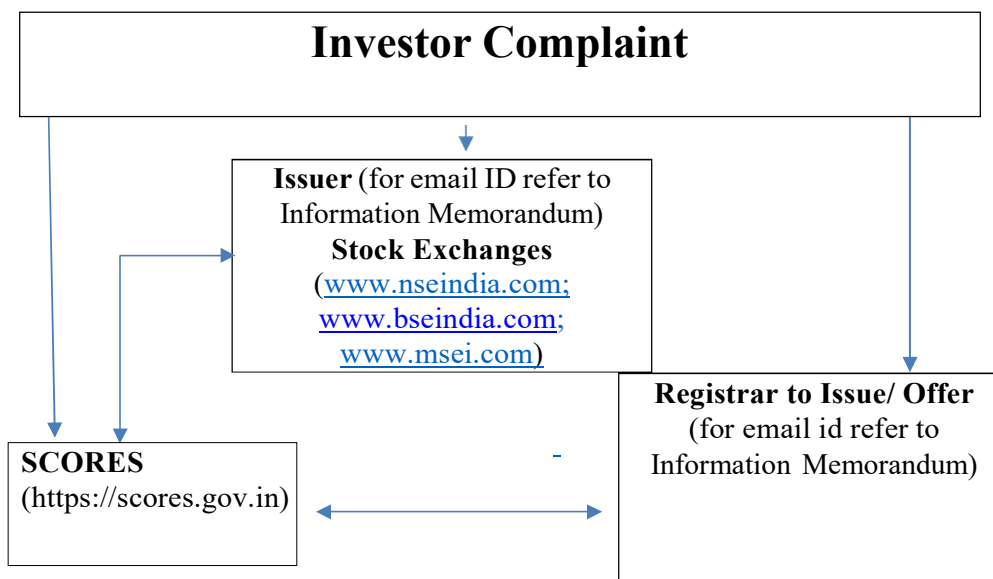 Investor Complaint
Issuer (for email ID refer to
Information Memorandum)
Stock Exchanges
(www.nseindia.com;
www.bseindia.com;
www.msei.com)
Registrar to Issue/ Offer
(for email id refer to
Information Memorandum)
SCORES
(https://scores.gov.in)